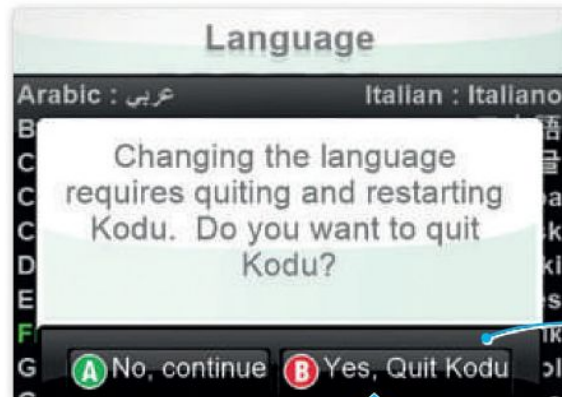 Language
Arabic : عربي Italian : Italiano
Changing the language
requires quiting and restarting
Kodu. Do you want to quit
Kodu?
A No, continue B Yes, Quit Kodu